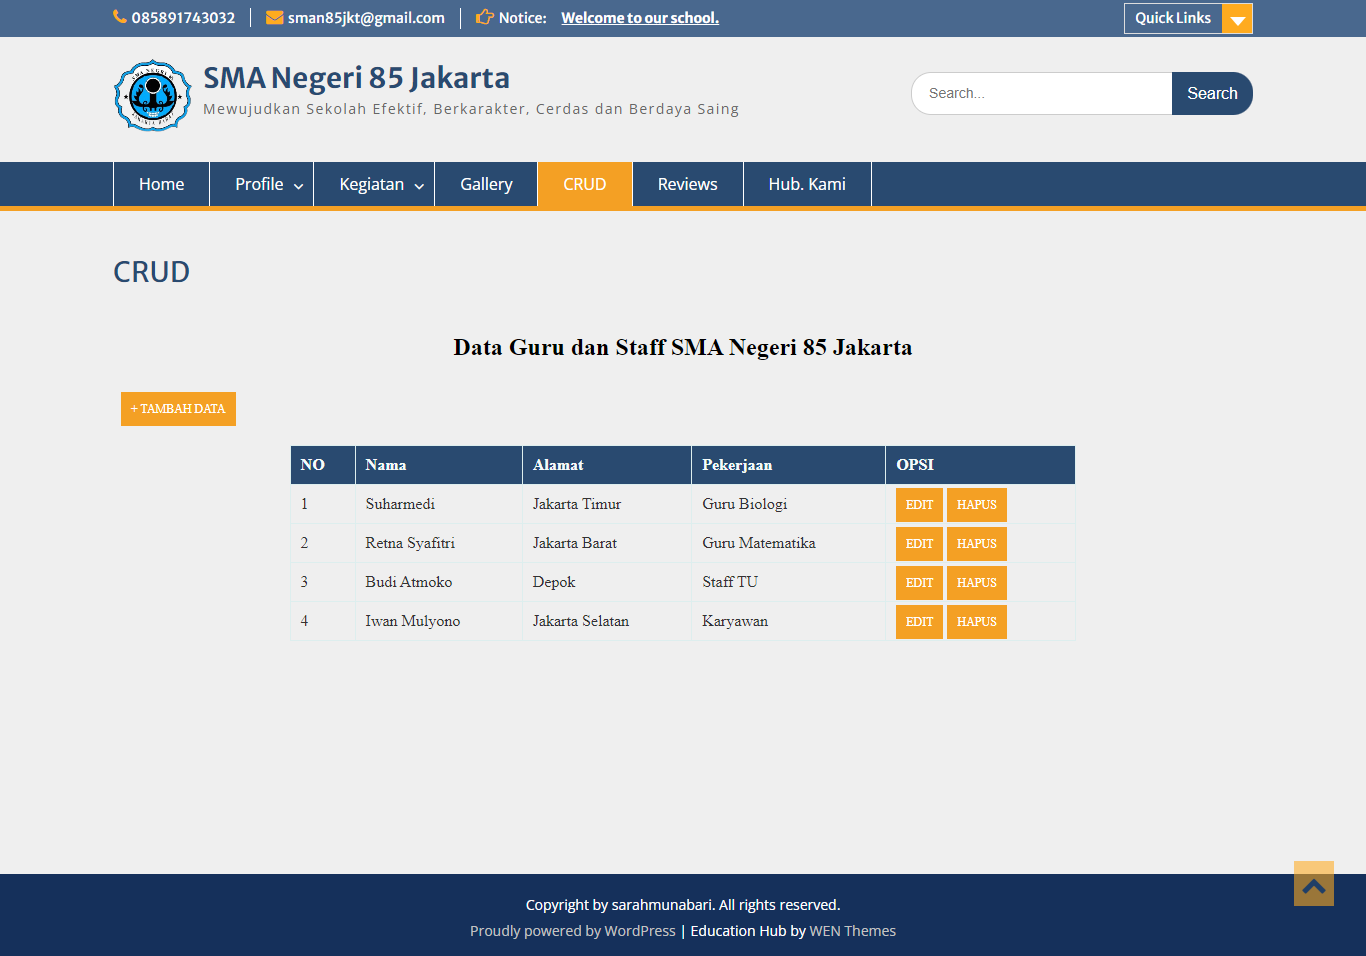 085891743032 sman85jkt@gmail.com Notice: Welcome to our school. Quick Links
SMA Negeri 85 Jakarta
Mewujudkan Sekolah Efektif, Berkarakter, Cerdas dan Berdaya Saing
Search... Search
Home Profile Kegiatan Gallery CRUD Reviews Hub. Kami
CRUD
Data Guru dan Staff SMA Negeri 85 Jakarta
+ TAMBAH DATA
NO Nama Alamat Pekerjaan OPSI
1 Suharmedi Jakarta Timur Guru Biologi EDIT HAPUS
2 Retna Syafitri Jakarta Barat Guru Matematika EDIT HAPUS
3 Budi Atmoko Depok Staff TU EDIT HAPUS
4 Iwan Mulyono Jakarta Selatan Karyawan EDIT HAPUS
Copyright by sarahmunabari. All rights reserved.
Proudly powered by WordPress | Education Hub by WEN Themes